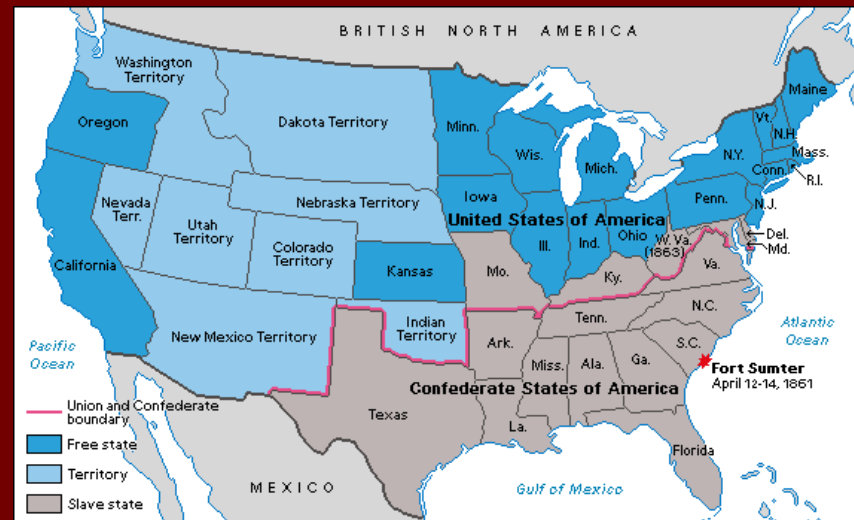 BRITISH NORTH AMERICA
Washington
Territory
Oregon
Dakota Territory
Minn.
Wis.
Mich.
Maine
Vt.
N.H.
N.Y.
Mass.
Conn.
R.I.
Nevada
Terr.
Utah
Territory
Nebraska Territory
Iowa
United States of America
Penn.
N.J.
California
Colorado
Territory
Kansas
Ill.
Ind.
Ohio
W. Va.
(1863)
Del.
Md.
Mo.
Ky.
Va.
New Mexico Territory
Indian
Territory
Ark.
Tenn.
N.C.
Pacific
Ocean
Atlantic
Ocean
Miss.
Ala.
Ga.
S.C.
Fort Sumter
April 12-14, 1861
Confederate States of America
Texas
La.
Florida
Union and Confederate
boundary
Free state
Territory
Slave state
MEXICO
Gulf of Mexico